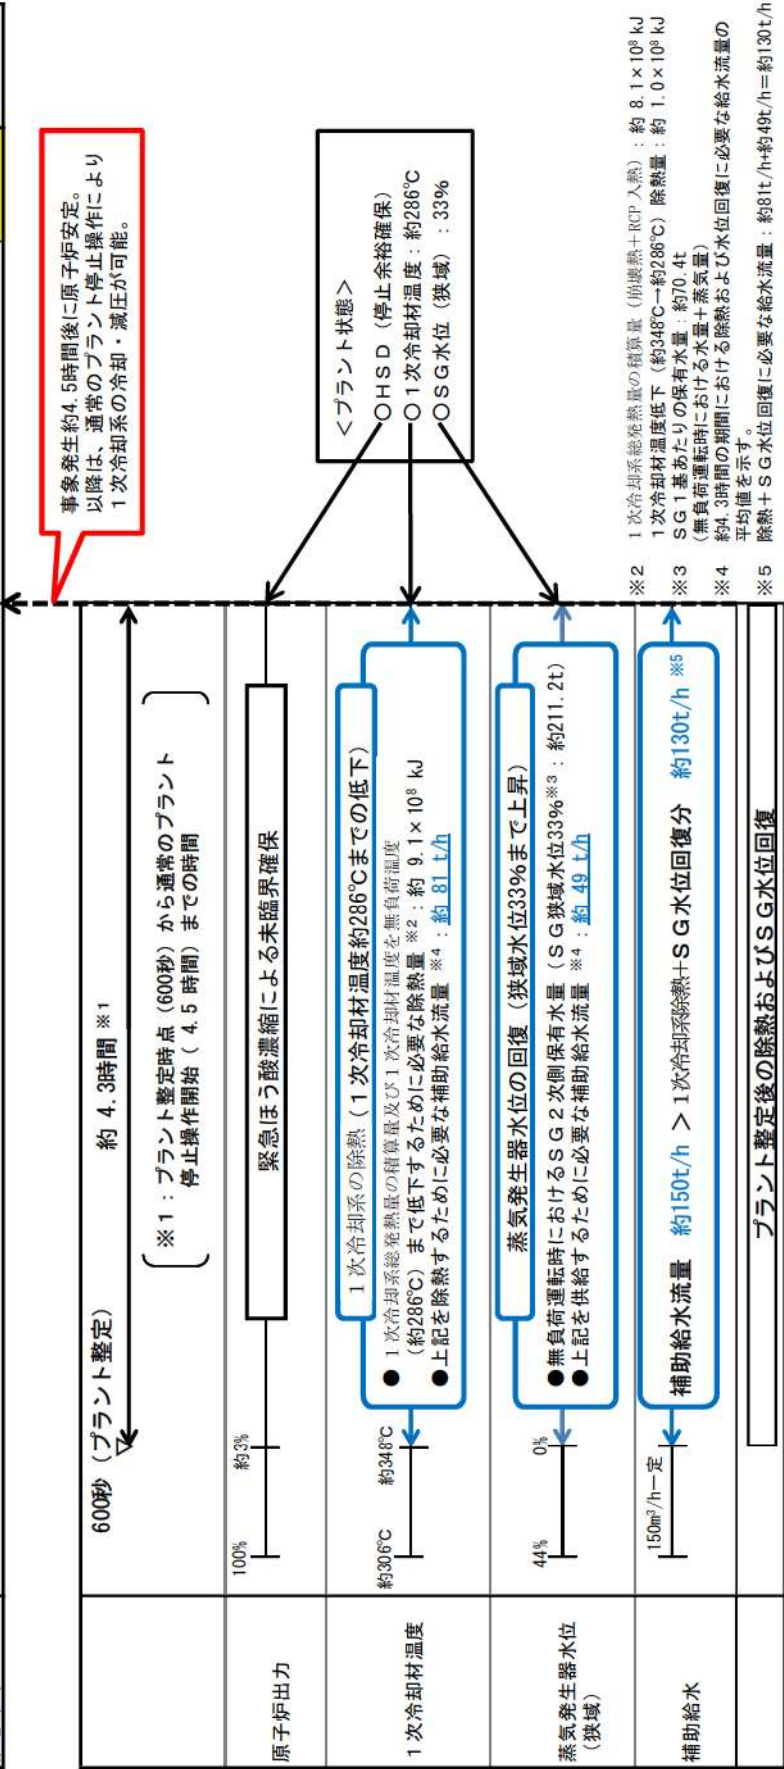 事象発生約4.5時間後に原子炉安定。
以降は、通常のプラント停止操作により
1次冷却系の冷却・減圧が可能。
600秒（プラント整定）
約 4.3時間 ※1
※1：プラント整定時点（600秒）から通常のプラント
停止操作開始（ 4.5 時間）までの時間
原子炉出力
100%
約3%
緊急ほう酸濃縮による未臨界確保
1次冷却材温度
約306℃
約348℃
1次冷却系の除熱（1次冷却材温度約286℃までの低下）
● 1次冷却系総発熱量の積算量及び1次冷却材温度を無負荷温度
（約286℃）まで低下するために必要な除熱量 ※2：約 9.1×10⁸ kJ
●上記を除熱するために必要な補助給水流量 ※4：約 81 t/h
蒸気発生器水位
（狭域）
44%
0%
蒸気発生器水位の回復（狭域水位33%まで上昇）
●無負荷運転時におけるSG2次側保有水量（SG狭域水位33%※3：約211.2t）
●上記を供給するために必要な補助給水流量 ※4：約 49 t/h
補助給水
150m³/h一定
補助給水流量 約150t/h ＞ 1次冷却系除熱＋SG水位回復分 約130t/h ※5
プラント整定後の除熱およびSG水位回復
＜プラント状態＞
○HSD（停止余裕確保）
○1次冷却材温度：約286℃
○SG水位（狭域）：33%
※2 1次冷却系総発熱量の積算量（崩壊熱＋RCP 入熱）：約 8.1×10⁸ kJ
1次冷却材温度低下（約348℃→約286℃）除熱量：約 1.0×10⁸ kJ
※3 SG1基あたりの保有水量：約70.4t
（無負荷運転時における水量＋蒸気量）
※4 約4.3時間の期間における除熱および水位回復に必要な給水流量の
平均値を示す。
※5 除熱＋SG水位回復に必要な給水流量：約81t/h+約49t/h＝約130t/h